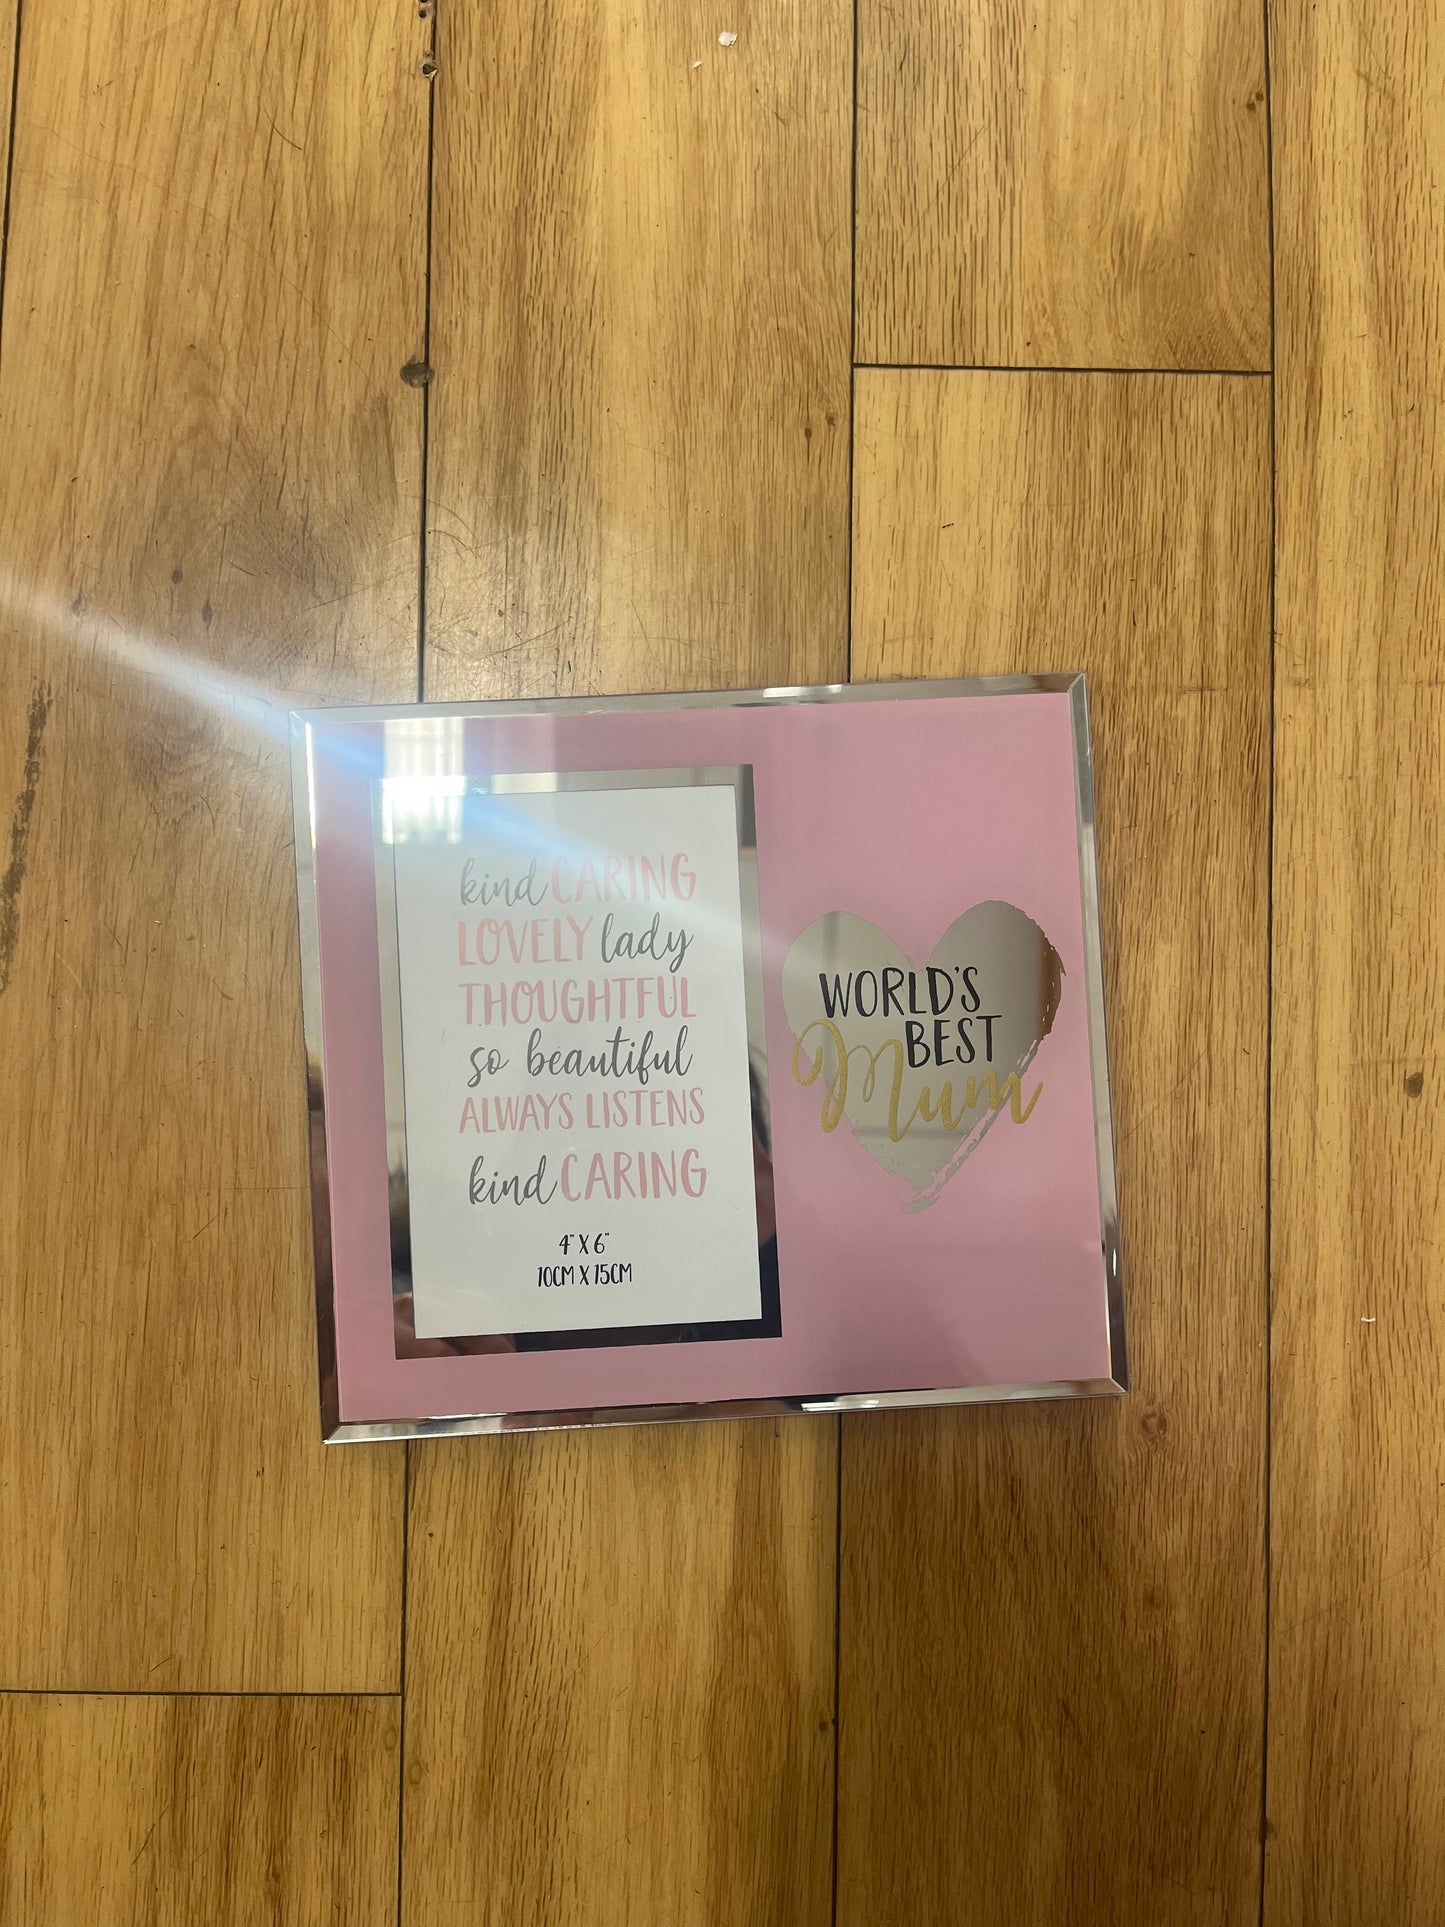 kind CARING
LOVELY lady
THOUGHTFUL
so beautiful
ALWAYS LISTENS
kind CARING
4" X 6"
10CM X 15CM
WORLD'S
BEST
Mum